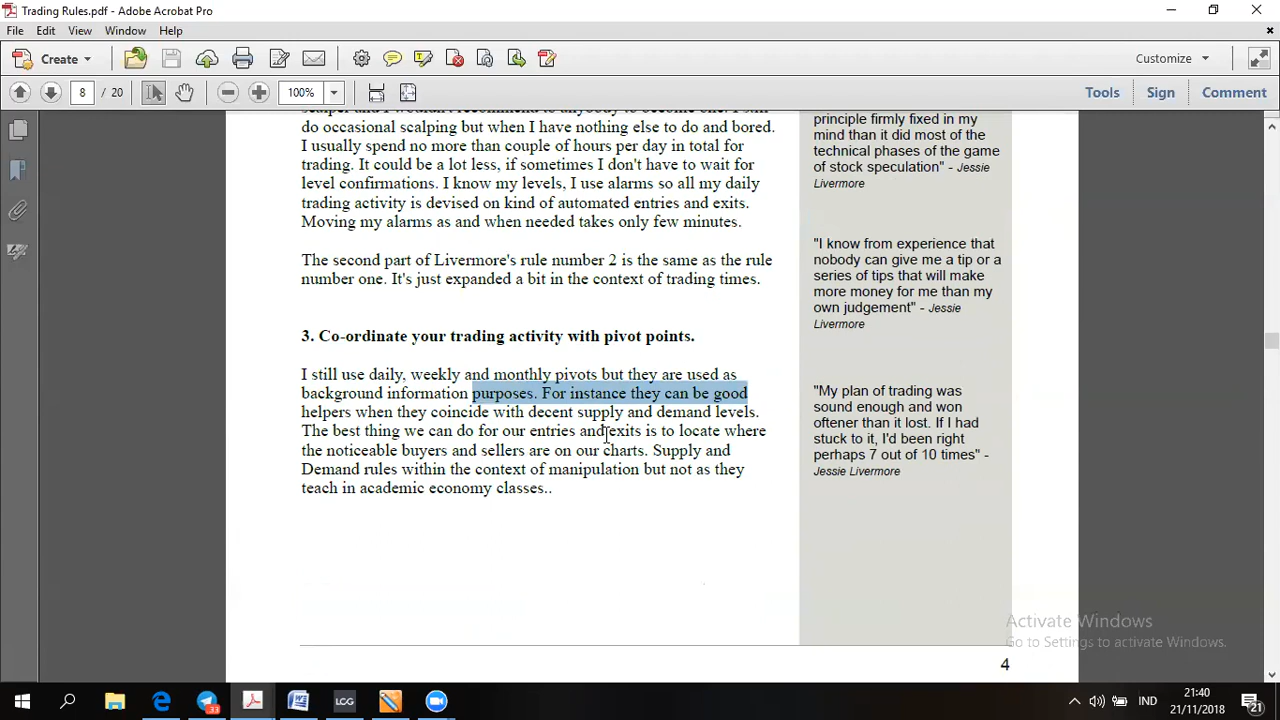 Trading Rules.pdf - Adobe Acrobat Pro
File Edit View Window Help
Create
Customize
8 / 20
100%
Tools Sign Comment
do occasional scalping but when I have nothing else to do and bored.
I usually spend no more than couple of hours per day in total for
trading. It could be a lot less, if sometimes I don't have to wait for
level confirmations. I know my levels, I use alarms so all my daily
trading activity is devised on kind of automated entries and exits.
Moving my alarms as and when needed takes only few minutes.
The second part of Livermore's rule number 2 is the same as the rule
number one. It's just expanded a bit in the context of trading times.
3. Co-ordinate your trading activity with pivot points.
I still use daily, weekly and monthly pivots but they are used as
background information purposes. For instance they can be good
helpers when they coincide with decent supply and demand levels.
The best thing we can do for our entries and exits is to locate where
the noticeable buyers and sellers are on our charts. Supply and
Demand rules within the context of manipulation but not as they
teach in academic economy classes..
principle firmly fixed in my
mind than it did most of the
technical phases of the game
of stock speculation" - Jessie
Livermore
"I know from experience that
nobody can give me a tip or a
series of tips that will make
more money for me than my
own judgement" - Jessie
Livermore
"My plan of trading was
sound enough and won
oftener than it lost. If I had
stuck to it, I'd been right
perhaps 7 out of 10 times" -
Jessie Livermore
Activate Windows
Go to Settings to activate Windows.
4
33
LCG
IND
21:40
21/11/2018
21